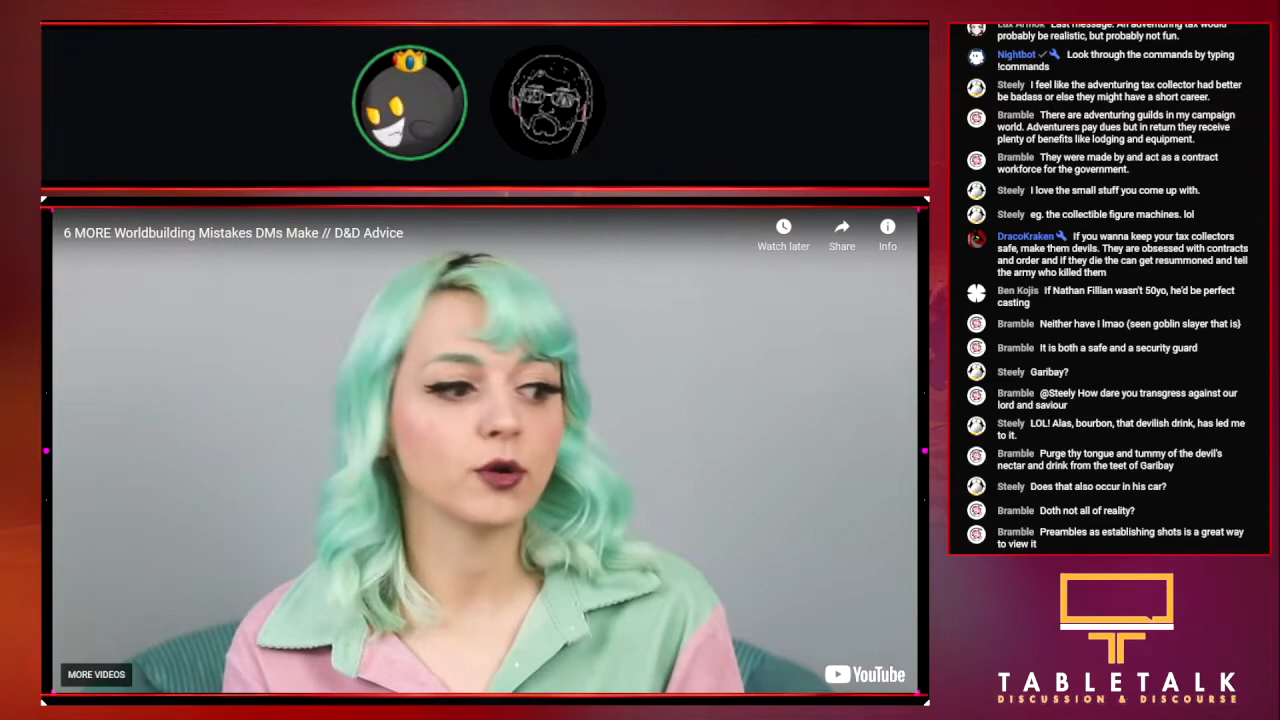 6 MORE Worldbuilding Mistakes DMs Make // D&D Advice
Watch later
Share
Info
MORE VIDEOS
YouTube
Last message. An adventuring tax would
probably be realistic, but probably not fun.
Nightbot Look through the commands by typing
!commands
Steely I feel like the adventuring tax collector had better
be badass or else they might have a short career.
Bramble There are adventuring guilds in my campaign
world. Adventurers pay dues but in return they receive
plenty of benefits like lodging and equipment.
Bramble They were made by and act as a contract
workforce for the government.
Steely I love the small stuff you come up with.
Steely eg. the collectible figure machines. lol
DracoKraken If you wanna keep your tax collectors
safe, make them devils. They are obsessed with contracts
and order and if they die the can get resummoned and tell
the army who killed them
Ben Kojis If Nathan Fillian wasn't 50yo, he'd be perfect
casting
Bramble Neither have I lmao (seen goblin slayer that is)
Bramble It is both a safe and a security guard
Steely Garibay?
Bramble @Steely How dare you transgress against our
lord and saviour
Steely LOL! Alas, bourbon, that devilish drink, has led me
to it.
Bramble Purge thy tongue and tummy of the devil's
nectar and drink from the teet of Garibay
Steely Does that also occur in his car?
Bramble Doth not all of reality?
Bramble Preambles as establishing shots is a great way
to view it
TABLETALK
DISCUSSION & DISCOURSE